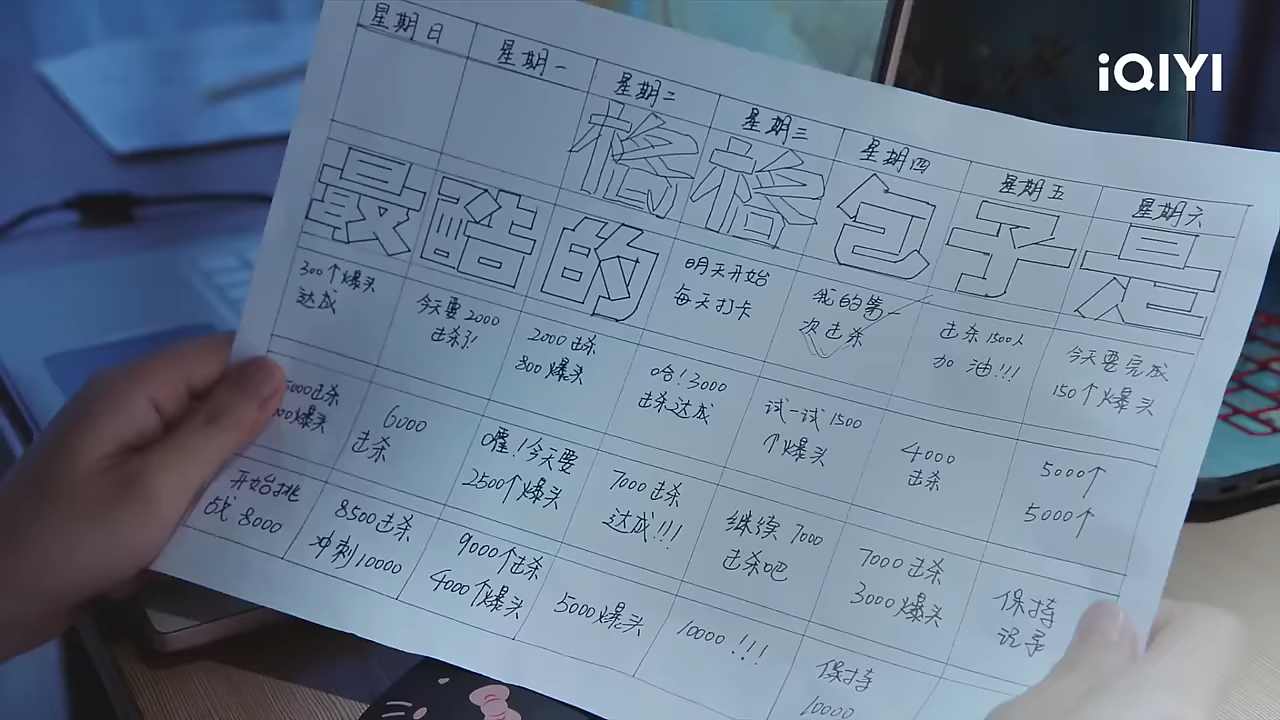 iQIYI
星期日 星期一 星期二 星期三 星期四 星期五 星期六
格格包子是
最酷的
明天开始
每天打卡
我的第一
次击杀
击杀1500人
加油!!!
今天要完成
150个爆头
300个爆头
达成
今天要2000
击杀了!
2000击杀
800爆头
哈!3000
击杀达成
试一试1500
个爆头
4000
击杀
5000个
5000个
5000击杀
爆头
6000
击杀
喔!今天要
2500个爆头
7000击杀
达成!!!
继续7000
击杀吧
7000击杀
3000爆头
保持
记录
开始挑
战8000
8500击杀
冲刺10000
9000个击杀
4000个爆头
5000爆头
10000!!!
保持
10000